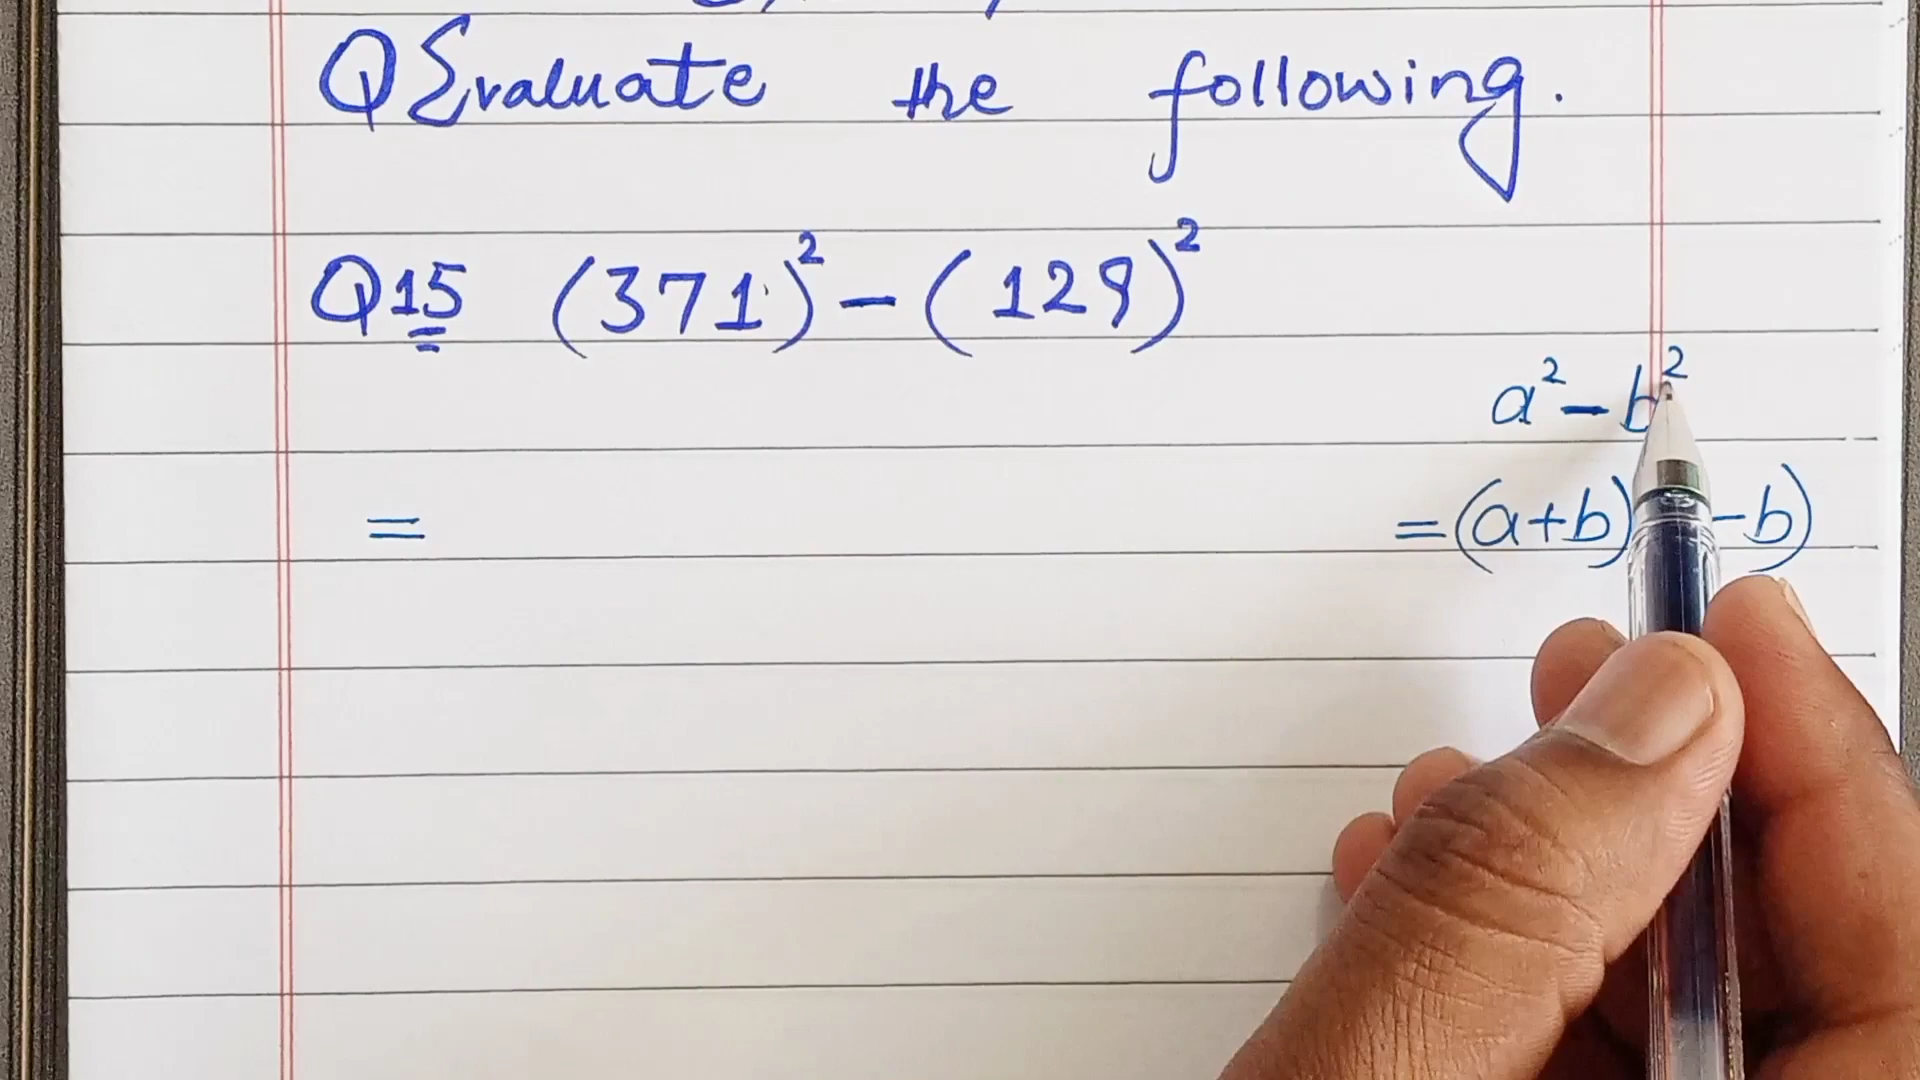 Q Evaluate the following.
Q15 (371)² - (129)²
a² - b²
=
=(a+b) -b)